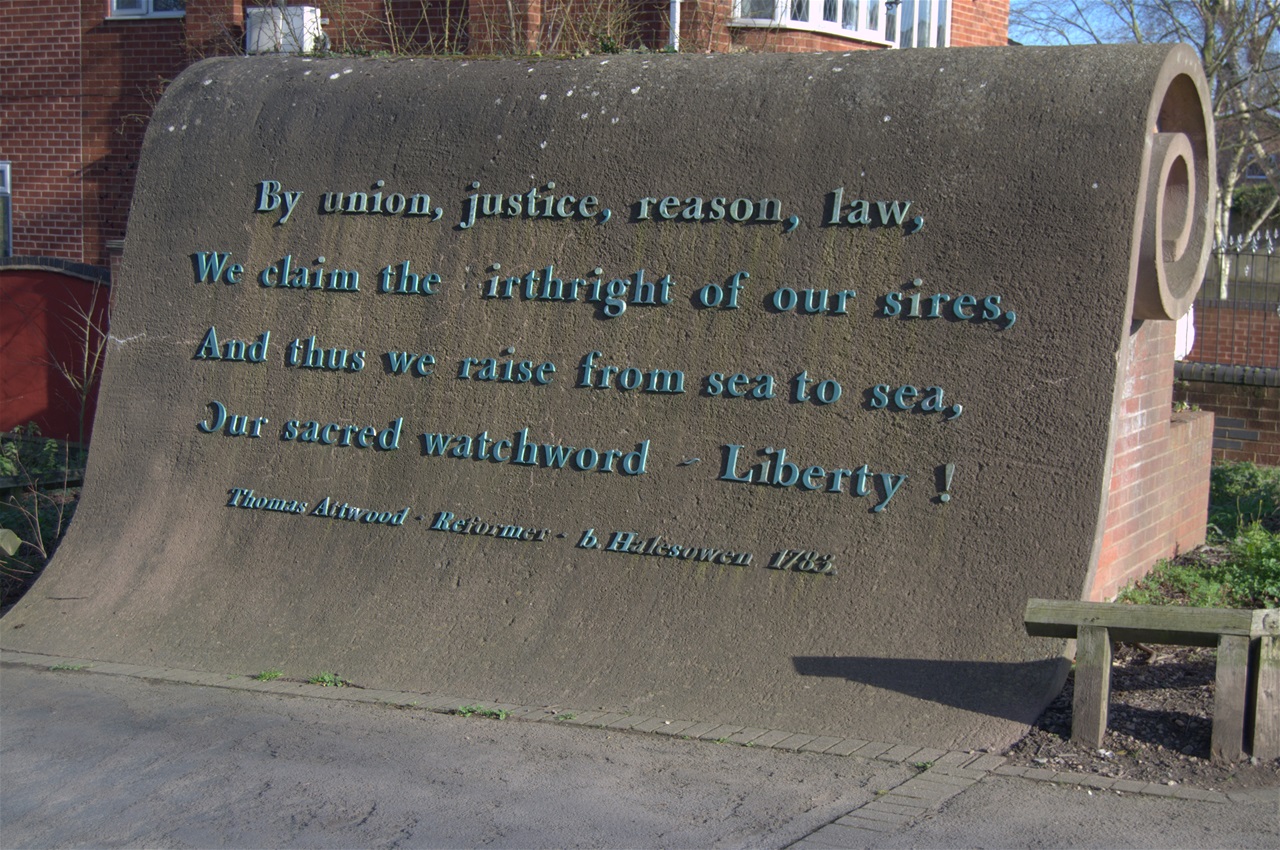 By union, justice, reason, law,
We claim the irthright of our sires,
And thus we raise from sea to sea,
Our sacred watchword - Liberty !
Thomas Attwood - Reformer - b. Halesowen 1783.